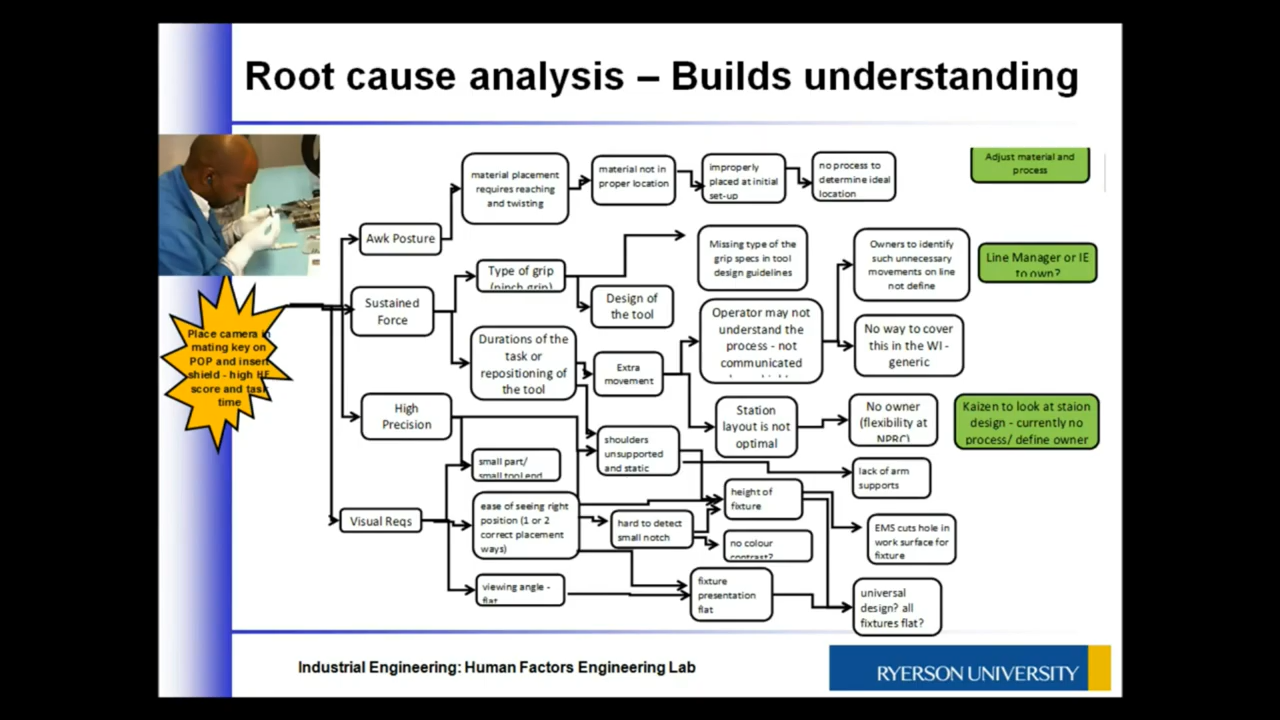 Root cause analysis – Builds understanding
material placement
requires reaching
and twisting
material not in
proper location
improperly
placed at initial
set-up
no process to
determine ideal
location
Adjust material and
process
Awk Posture
Type of grip
(pinch grip)
Missing type of the
grip specs in tool
design guidelines
Owners to identify
such unnecessary
movements on line
not define
Line Manager or IE
to own?
Sustained
Force
Design of
the tool
Place camera in
mating key on
POP and insert
shield - high HF
score and task
time
Durations of the
task or
repositioning of
the tool
Extra
movement
Operator may not
understand the
process - not
communicated
No way to cover
this in the WI -
generic
High
Precision
Station
layout is not
optimal
No owner
(flexibility at
NPRC)
Kaizen to look at staion
design - currently no
process/ define owner
shoulders
unsupported
and static
small part/
small tool end
lack of arm
supports
height of
fixture
Visual Reqs
ease of seeing right
position (1 or 2
correct placement
ways)
hard to detect
small notch
no colour
contrast?
EMS cuts hole in
work surface for
fixture
viewing angle -
flat
fixture
presentation
flat
universal
design? all
fixtures flat?
Industrial Engineering: Human Factors Engineering Lab
RYERSON UNIVERSITY